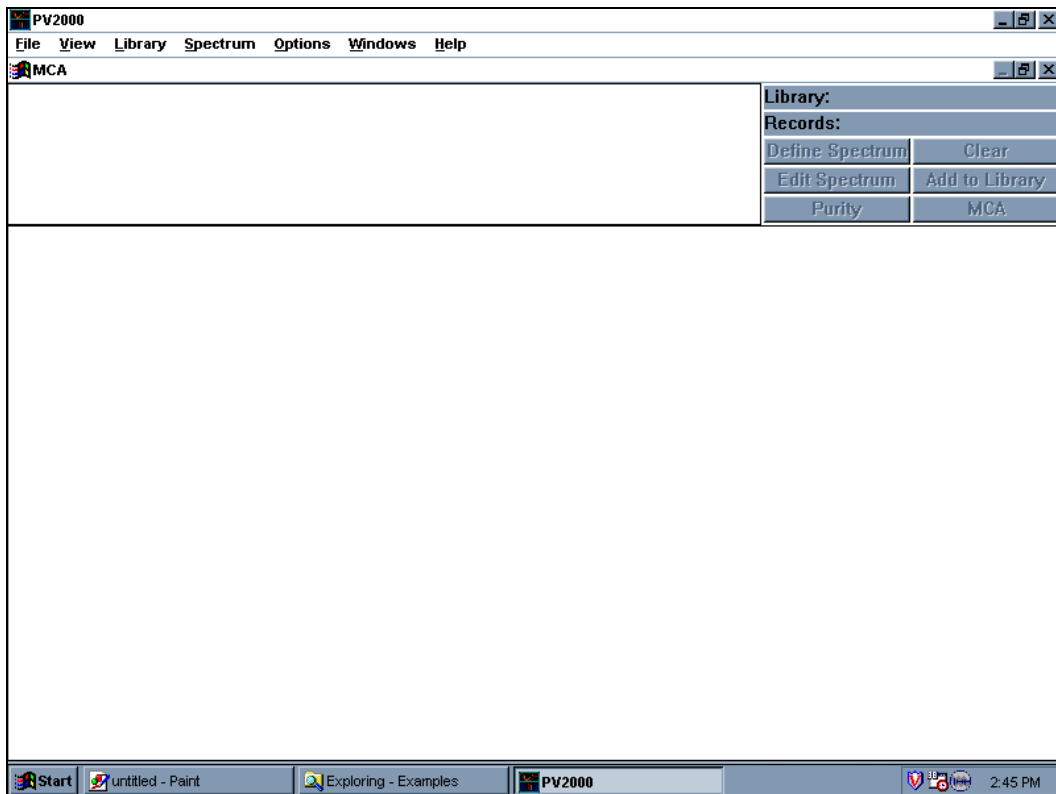 PV2000
File View Library Spectrum Options Windows Help
MCA
Library:
Records:
Define Spectrum Clear
Edit Spectrum Add to Library
Purity MCA
Start untitled - Paint Exploring - Examples PV2000 2:45 PM